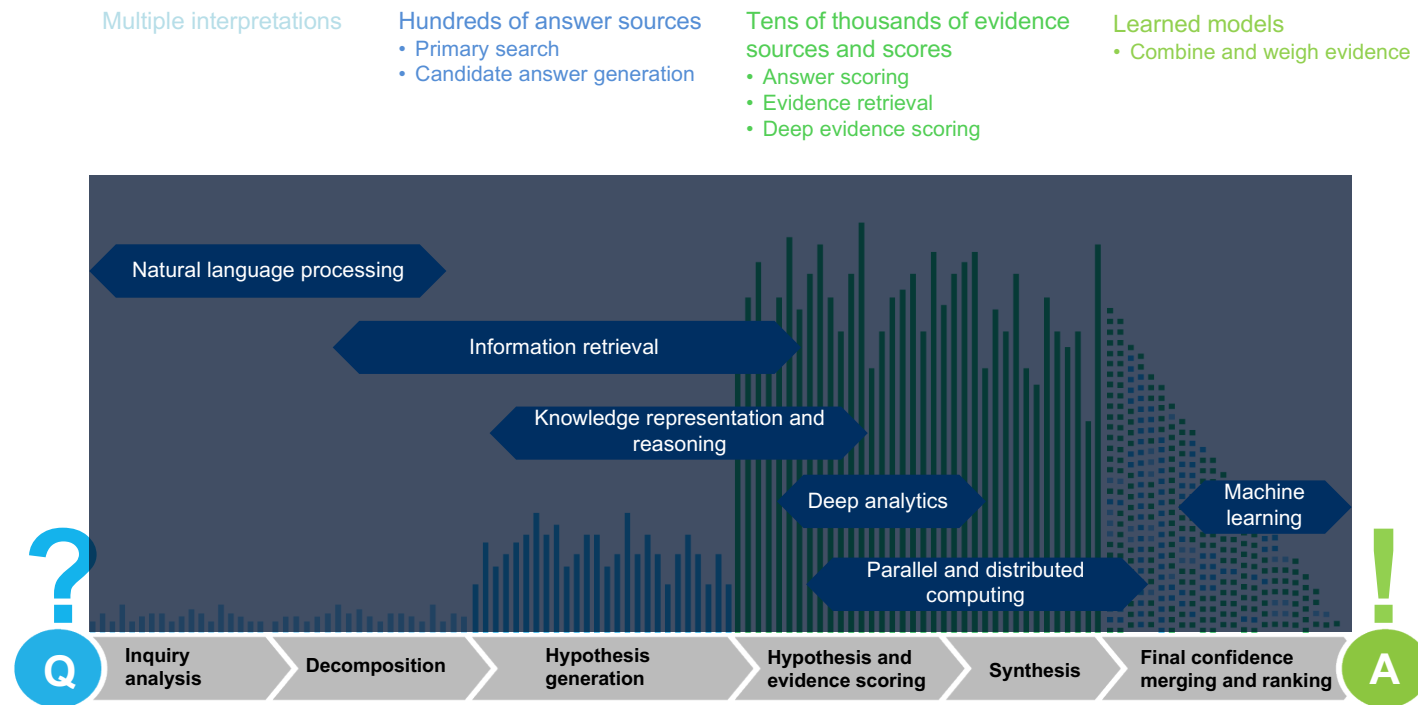 Multiple interpretations
Hundreds of answer sources
• Primary search
• Candidate answer generation
Tens of thousands of evidence
sources and scores
• Answer scoring
• Evidence retrieval
• Deep evidence scoring
Learned models
• Combine and weigh evidence
Natural language processing
Information retrieval
Knowledge representation and
reasoning
Deep analytics
Machine
learning
Parallel and distributed
computing
?
!
Q
Inquiry
analysis
Decomposition
Hypothesis
generation
Hypothesis and
evidence scoring
Synthesis
Final confidence
merging and ranking
A